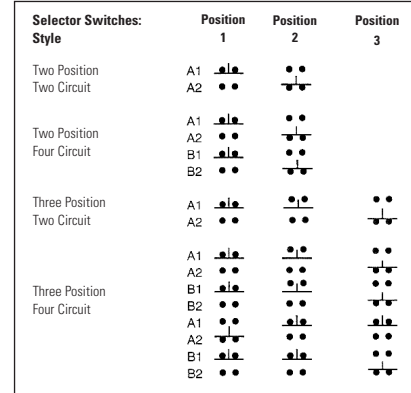 Selector Switches: Position Position Position
Style 1 2 3
Two Position A1
Two Circuit A2
A1
Two Position A2
Four Circuit B1
B2
Three Position A1
Two Circuit A2
A1
A2
B1
Three Position B2
Four Circuit A1
A2
B1
B2